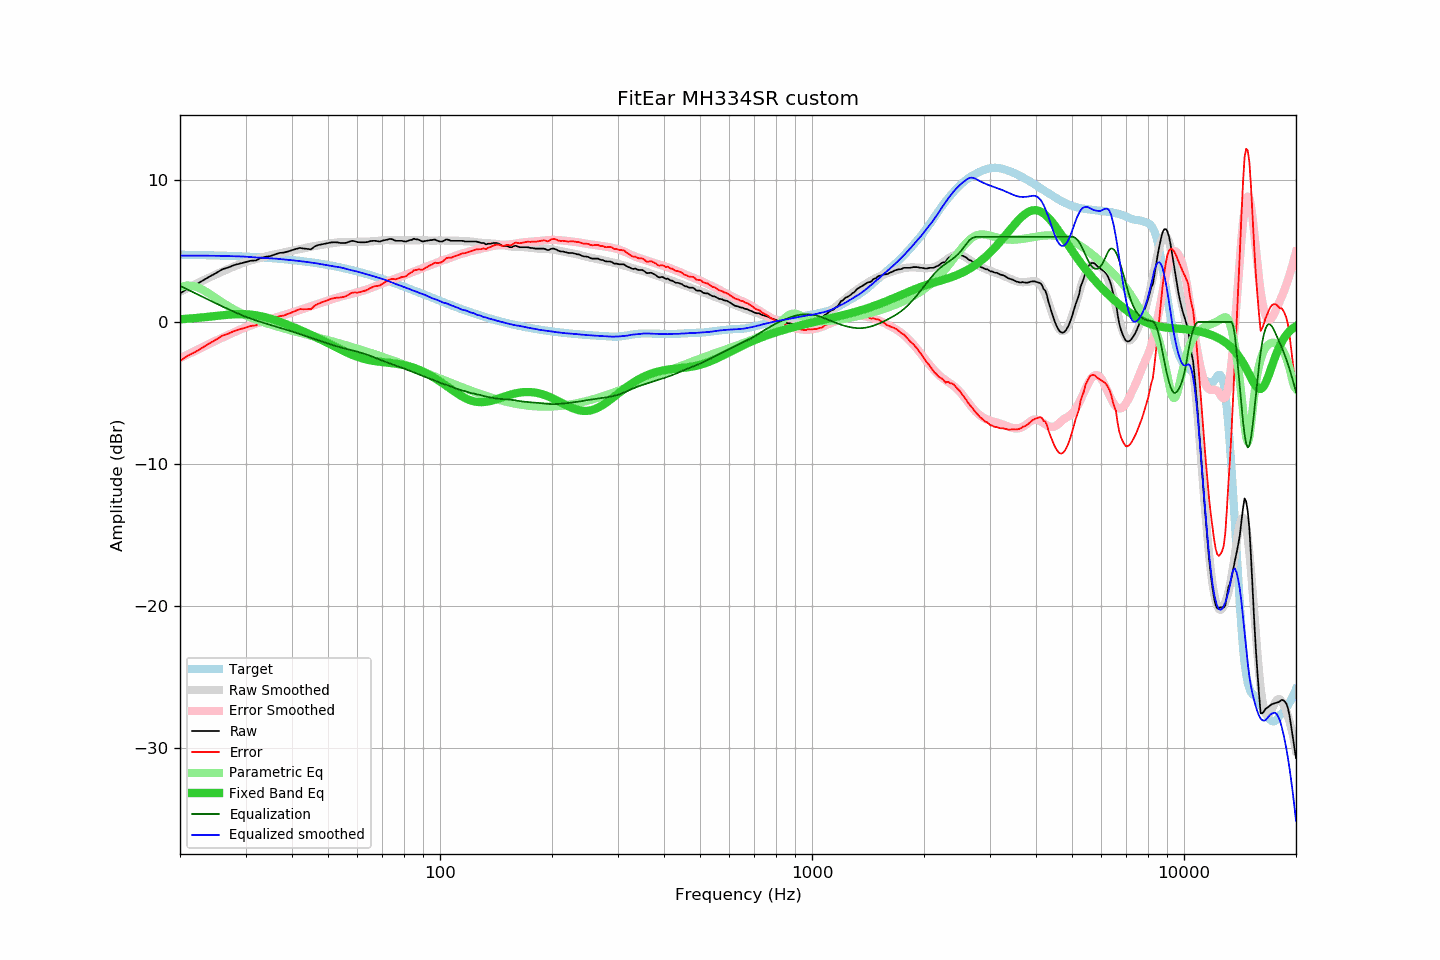 FitEar MH334SR custom
Amplitude (dBr)
10
0
−10
−20
−30
Target
Raw Smoothed
Error Smoothed
Raw
Error
Parametric Eq
Fixed Band Eq
Equalization
Equalized smoothed
100 1000 10000
Frequency (Hz)